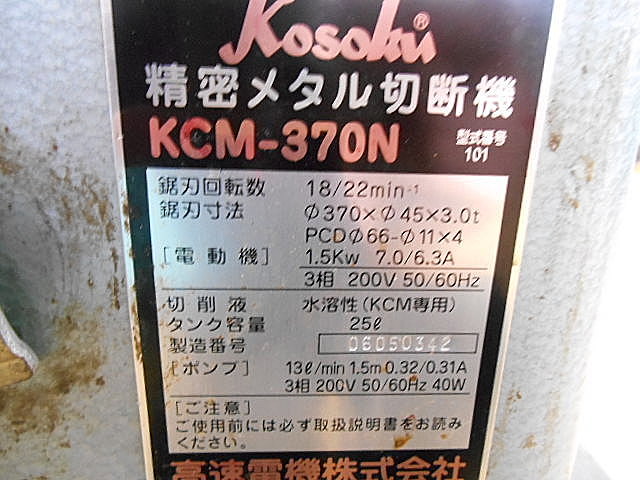 Kosoku®
精密メタル切断機
KCM-370N 型式番号 101
鋸刃回転数 18/22min⁻¹
鋸刃寸法 Φ370×Φ45×3.0t
PCDΦ66-Φ11×4
[電動機] 1.5Kw 7.0/6.3A
3相 200V 50/60Hz
切削液 水溶性(KCM専用)
タンク容量 25ℓ
製造番号 06050342
[ポンプ] 13ℓ/min 1.5m 0.32/0.31A
3相 200V 50/60Hz 40W
[ご注意]
ご使用前には必ず取扱説明書をお読み
ください。
高速電機株式会社